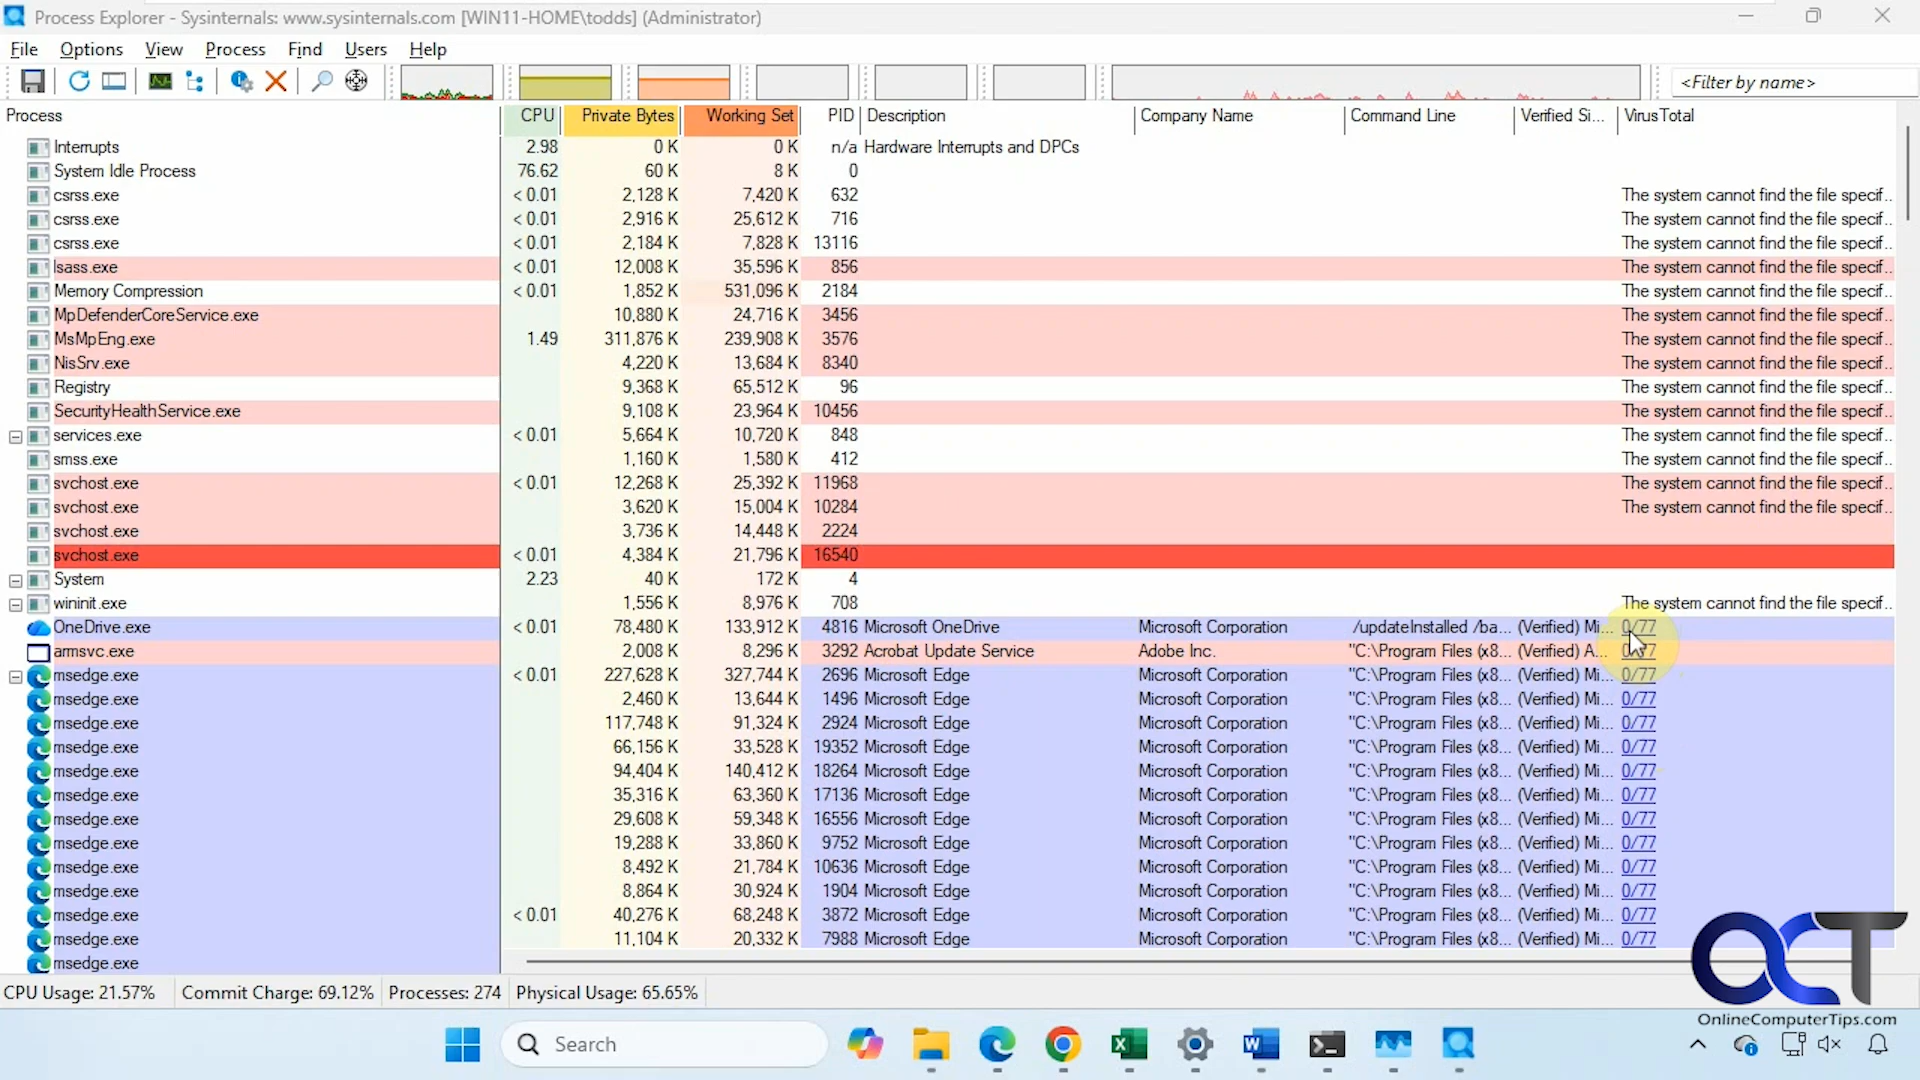 Process Explorer - Sysinternals: www.sysinternals.com [WIN11-HOME\todds] (Administrator)
File Options View Process Find Users Help
<Filter by name>
Process CPU Private Bytes Working Set PID Description Company Name Command Line Verified Si... VirusTotal
Interrupts 2.98 0 K 0 K n/a Hardware Interrupts and DPCs
System Idle Process 76.62 60 K 8 K 0
csrss.exe < 0.01 2,128 K 7,420 K 632 The system cannot find the file specif...
csrss.exe < 0.01 2,916 K 25,612 K 716 The system cannot find the file specif...
csrss.exe < 0.01 2,184 K 7,828 K 13116 The system cannot find the file specif...
lsass.exe < 0.01 12,008 K 35,596 K 856 The system cannot find the file specif...
Memory Compression < 0.01 1,852 K 531,096 K 2184 The system cannot find the file specif...
MpDefenderCoreService.exe 10,880 K 24,716 K 3456 The system cannot find the file specif...
MsMpEng.exe 1.49 311,876 K 239,908 K 3576 The system cannot find the file specif...
NisSrv.exe 4,220 K 13,684 K 8340 The system cannot find the file specif...
Registry 9,368 K 65,512 K 96 The system cannot find the file specif...
SecurityHealthService.exe 9,108 K 23,964 K 10456 The system cannot find the file specif...
services.exe < 0.01 5,664 K 10,720 K 848 The system cannot find the file specif...
smss.exe 1,160 K 1,580 K 412 The system cannot find the file specif...
svchost.exe < 0.01 12,268 K 25,392 K 11968 The system cannot find the file specif...
svchost.exe 3,620 K 15,004 K 10284 The system cannot find the file specif...
svchost.exe 3,736 K 14,448 K 2224
svchost.exe < 0.01 4,384 K 21,796 K 16540
System 2.23 40 K 172 K 4
wininit.exe 1,556 K 8,976 K 708 The system cannot find the file specif...
OneDrive.exe < 0.01 78,480 K 133,912 K 4816 Microsoft OneDrive Microsoft Corporation /updateInstalled /ba... (Verified) Mi... 0/77
armsvc.exe 2,008 K 8,296 K 3292 Acrobat Update Service Adobe Inc. "C:\Program Files (x8... (Verified) A... 0/77
msedge.exe < 0.01 227,628 K 327,744 K 2696 Microsoft Edge Microsoft Corporation "C:\Program Files (x8... (Verified) Mi... 0/77
msedge.exe 2,460 K 13,644 K 1496 Microsoft Edge Microsoft Corporation "C:\Program Files (x8... (Verified) Mi... 0/77
msedge.exe 117,748 K 91,324 K 2924 Microsoft Edge Microsoft Corporation "C:\Program Files (x8... (Verified) Mi... 0/77
msedge.exe 66,156 K 33,528 K 19352 Microsoft Edge Microsoft Corporation "C:\Program Files (x8... (Verified) Mi... 0/77
msedge.exe 94,404 K 140,412 K 18264 Microsoft Edge Microsoft Corporation "C:\Program Files (x8... (Verified) Mi... 0/77
msedge.exe 35,316 K 63,360 K 17136 Microsoft Edge Microsoft Corporation "C:\Program Files (x8... (Verified) Mi... 0/77
msedge.exe 29,608 K 59,348 K 16556 Microsoft Edge Microsoft Corporation "C:\Program Files (x8... (Verified) Mi... 0/77
msedge.exe 19,288 K 33,860 K 9752 Microsoft Edge Microsoft Corporation "C:\Program Files (x8... (Verified) Mi... 0/77
msedge.exe 8,492 K 21,784 K 10636 Microsoft Edge Microsoft Corporation "C:\Program Files (x8... (Verified) Mi... 0/77
msedge.exe 8,864 K 30,924 K 1904 Microsoft Edge Microsoft Corporation "C:\Program Files (x8... (Verified) Mi... 0/77
msedge.exe < 0.01 40,276 K 68,248 K 3872 Microsoft Edge Microsoft Corporation "C:\Program Files (x8... (Verified) Mi... 0/77
msedge.exe 11,104 K 20,332 K 7988 Microsoft Edge Microsoft Corporation "C:\Program Files (x8... (Verified) Mi... 0/77
msedge.exe
CPU Usage: 21.57% Commit Charge: 69.12% Processes: 274 Physical Usage: 65.65%
OCT
OnlineComputerTips.com
Search